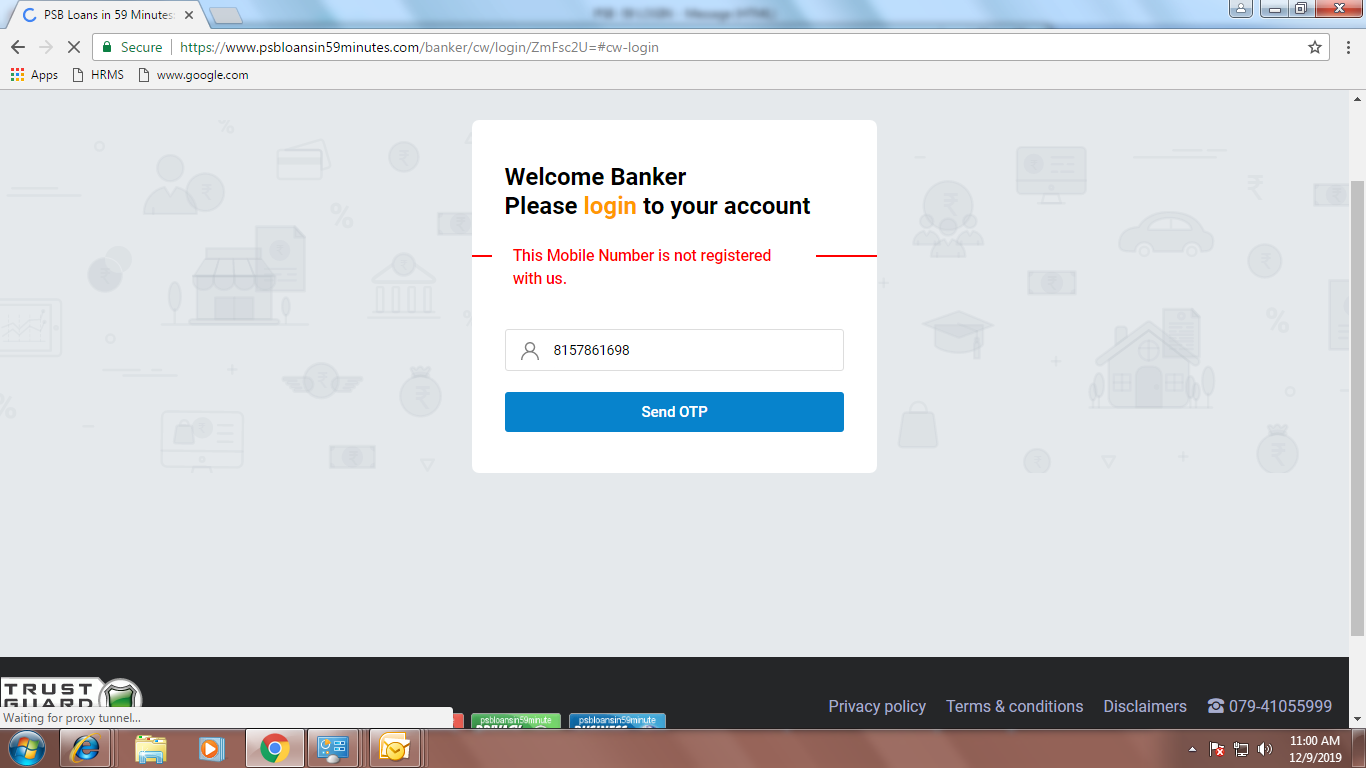 PSB Loans in 59 Minutes:
Secure
https://www.psbloansin59minutes.com/banker/cw/login/ZmFsc2U=#cw-login
Apps
HRMS
www.google.com
Welcome Banker
Please login to your account
This Mobile Number is not registered
with us.
8157861698
Send OTP
TRUST
GUARD
Waiting for proxy tunnel...
psbloansin59minute
psbloansin59minute
Privacy policy
Terms & conditions
Disclaimers
079-41055999
11:00 AM
12/9/2019